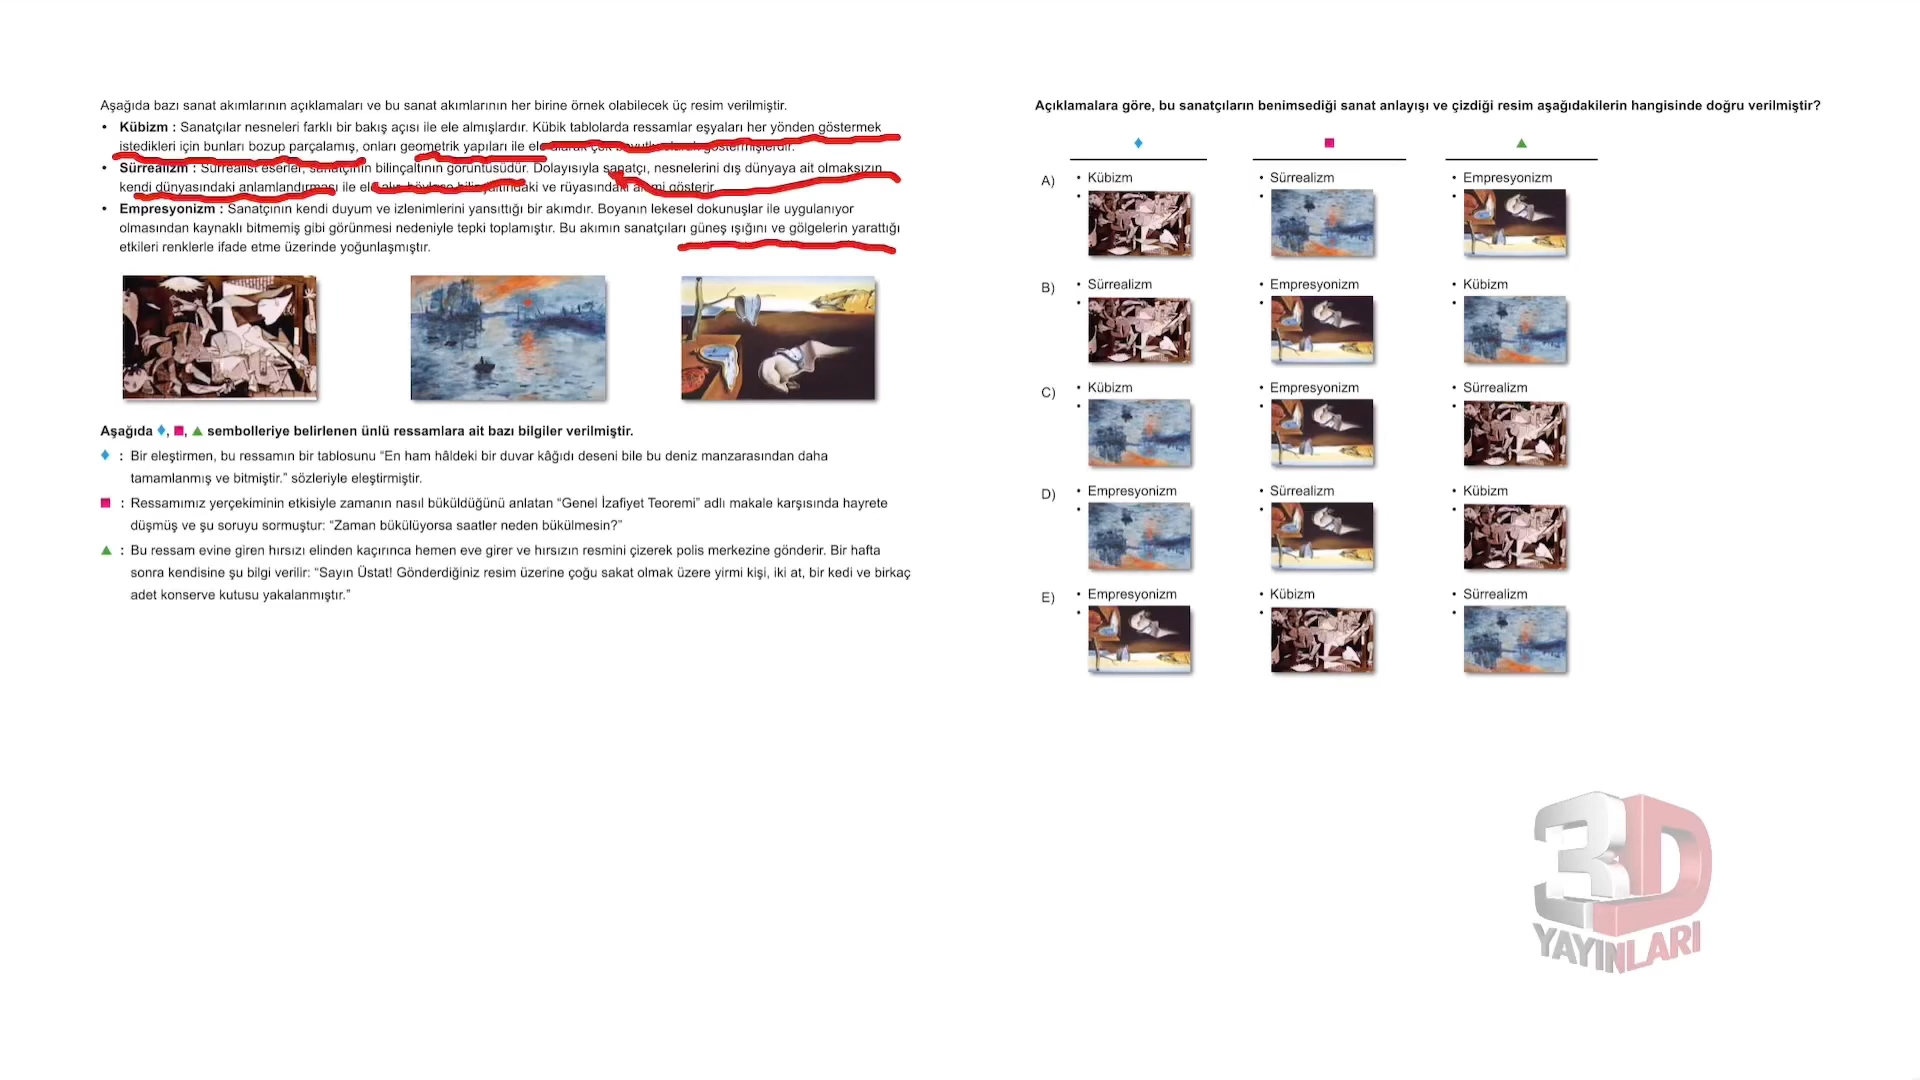 Aşağıda bazı sanat akımlarının açıklamaları ve bu sanat akımlarının her birine örnek olabilecek üç resim verilmiştir.
• Kübizm : Sanatçılar nesneleri farklı bir bakış açısı ile ele almışlardır. Kübik tablolarda ressamlar eşyaları her yönden göstermek
istedikleri için bunları bozup parçalamış, onları geometrik yapıları ile ele alarak çok boyutlu olarak göstermişlerdir.
• Sürrealizm : Sürrealist eserler, sanatçının bilinçaltının görüntüsüdür. Dolayısıyla sanatçı, nesnelerini dış dünyaya ait olmaksızın
kendi dünyasındaki anlamlandırması ile ele alır, böylece bilinçaltındaki ve rüyasındaki gösterir.
• Empresyonizm : Sanatçının kendi duyum ve izlenimlerini yansıttığı bir akımdır. Boyanın lekesel dokunuşlar ile uygulanıyor
olmasından kaynaklı bitmemiş gibi görünmesi nedeniyle tepki toplamıştır. Bu akımın sanatçıları güneş ışığını ve gölgelerin yarattığı
etkileri renklerle ifade etme üzerinde yoğunlaşmıştır.
Aşağıda ♦, ■, ▲ sembolleriye belirlenen ünlü ressamlara ait bazı bilgiler verilmiştir.
♦ : Bir eleştirmen, bu ressamın bir tablosunu “En ham hâldeki bir duvar kâğıdı deseni bile bu deniz manzarasından daha
tamamlanmış ve bitmiştir.” sözleriyle eleştirmiştir.
■ : Ressamımız yerçekiminin etkisiyle zamanın nasıl büküldüğünü anlatan “Genel İzafiyet Teoremi” adlı makale karşısında hayrete
düşmüş ve şu soruyu sormuştur: “Zaman bükülüyorsa saatler neden bükülmesin?”
▲ : Bu ressam evine giren hırsızı elinden kaçırınca hemen eve girer ve hırsızın resmini çizerek polis merkezine gönderir. Bir hafta
sonra kendisine şu bilgi verilir: “Sayın Üstat! Gönderdiğiniz resim üzerine çoğu sakat olmak üzere yirmi kişi, iki at, bir kedi ve birkaç
adet konserve kutusu yakalanmıştır.”
Açıklamalara göre, bu sanatçıların benimsediği sanat anlayışı ve çizdiği resim aşağıdakilerin hangisinde doğru verilmiştir?
♦ ■ ▲
A) • Kübizm • Sürrealizm • Empresyonizm
B) • Sürrealizm • Empresyonizm • Kübizm
C) • Kübizm • Empresyonizm • Sürrealizm
D) • Empresyonizm • Sürrealizm • Kübizm
E) • Empresyonizm • Kübizm • Sürrealizm
3D
YAYINLARI